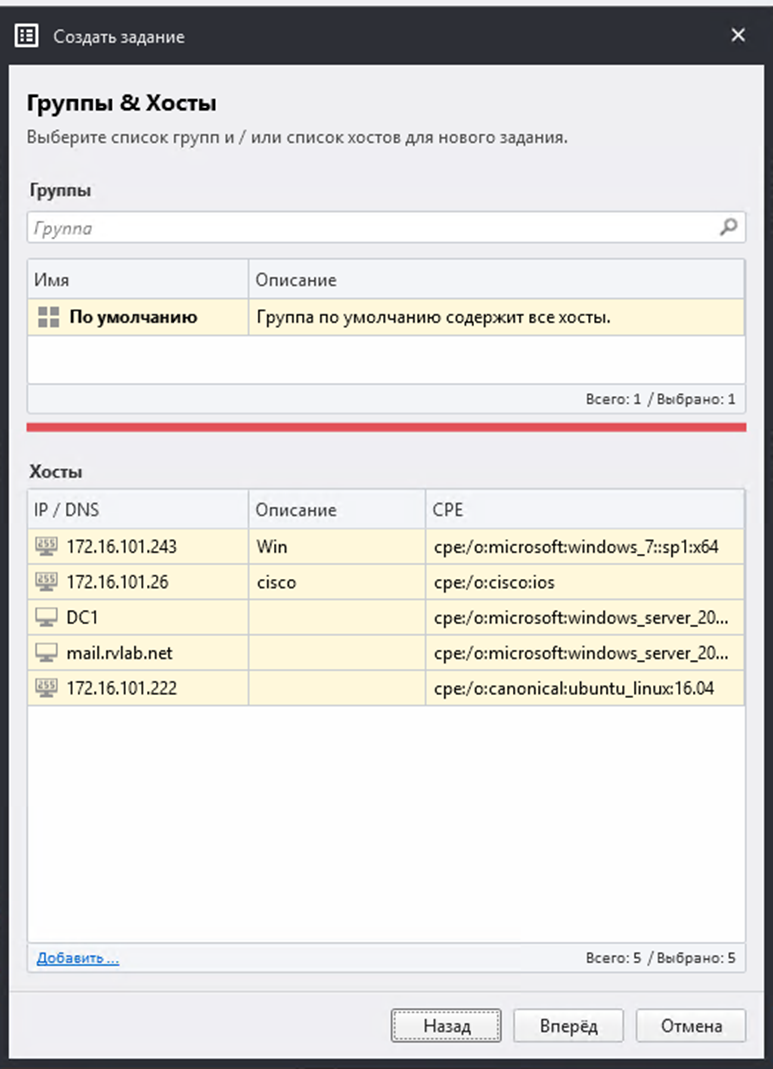 Создать задание
Группы & Хосты
Выберите список групп и / или список хостов для нового задания.
Группы
Группа
Имя Описание
По умолчанию Группа по умолчанию содержит все хосты.
Всего: 1 / Выбрано: 1
Хосты
IP / DNS Описание CPE
172.16.101.243 Win cpe:/o:microsoft:windows_7::sp1:x64
172.16.101.26 cisco cpe:/o:cisco:ios
DC1 cpe:/o:microsoft:windows_server_20...
mail.rvlab.net cpe:/o:microsoft:windows_server_20...
172.16.101.222 cpe:/o:canonical:ubuntu_linux:16.04
Добавить ... Всего: 5 / Выбрано: 5
Назад Вперёд Отмена